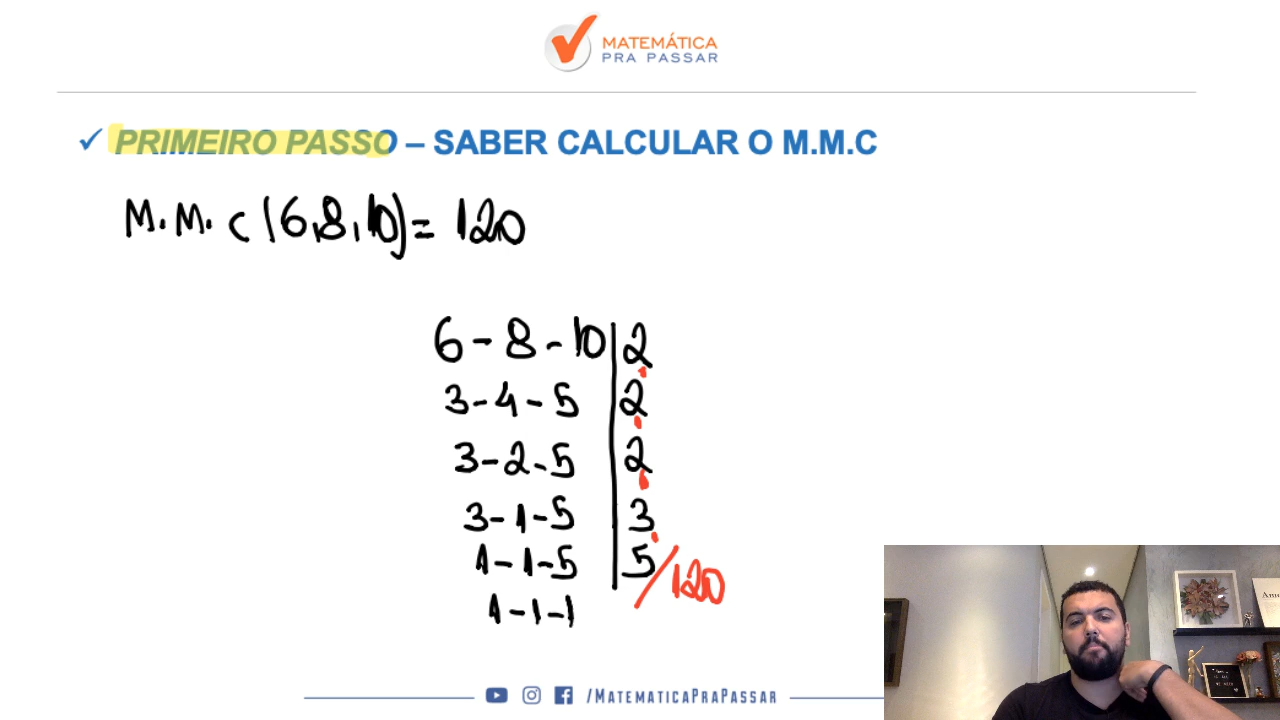 MATEMÁTICA
PRA PASSAR
✓ PRIMEIRO PASSO – SABER CALCULAR O M.M.C
M.M.C (6,8,10) = 120
6 - 8 - 10 | 2
3 - 4 - 5 | 2
3 - 2 - 5 | 2
3 - 1 - 5 | 3
1 - 1 - 5 | 5 / 120
1 - 1 - 1
/MATEMATICAPRAPASSAR